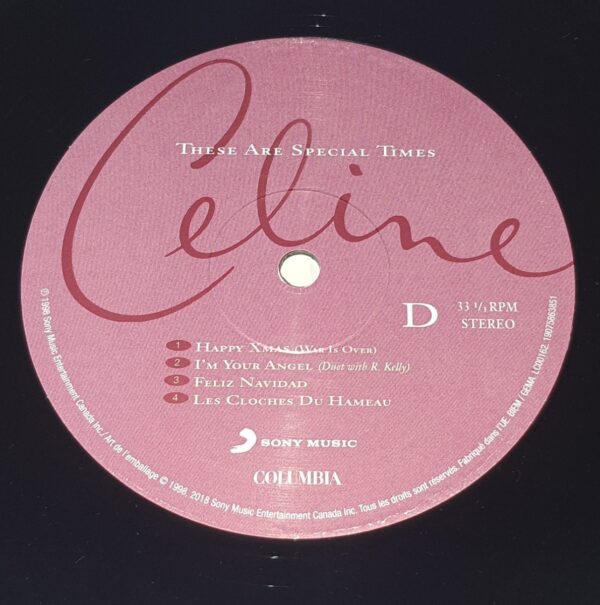 THESE ARE SPECIAL TIMES
Celine
D
33 ⅓ RPM
STEREO
1 HAPPY XMAS (WAR IS OVER)
2 I'M YOUR ANGEL (Duet with R. Kelly)
3 FELIZ NAVIDAD
4 LES CLOCHES DU HAMEAU
SONY MUSIC
COLUMBIA
℗ 1998 Sony Music Entertainment Canada Inc. / Art de l'emballage © 1998, 2018 Sony Music Entertainment Canada Inc. Tous les droits sont réservés. Fabriqué dans l'UE. BIEM / GEMA. LC00162. 19075863851